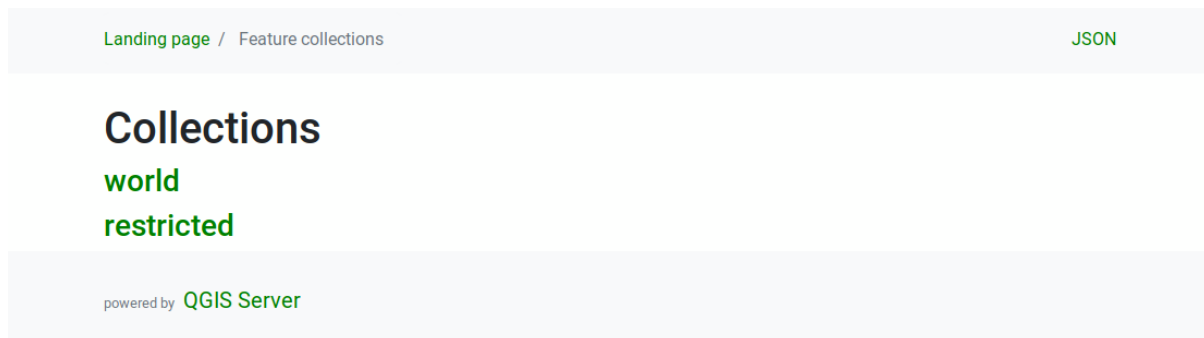 Landing page / Feature collections JSON
Collections
world
restricted
powered by QGIS Server